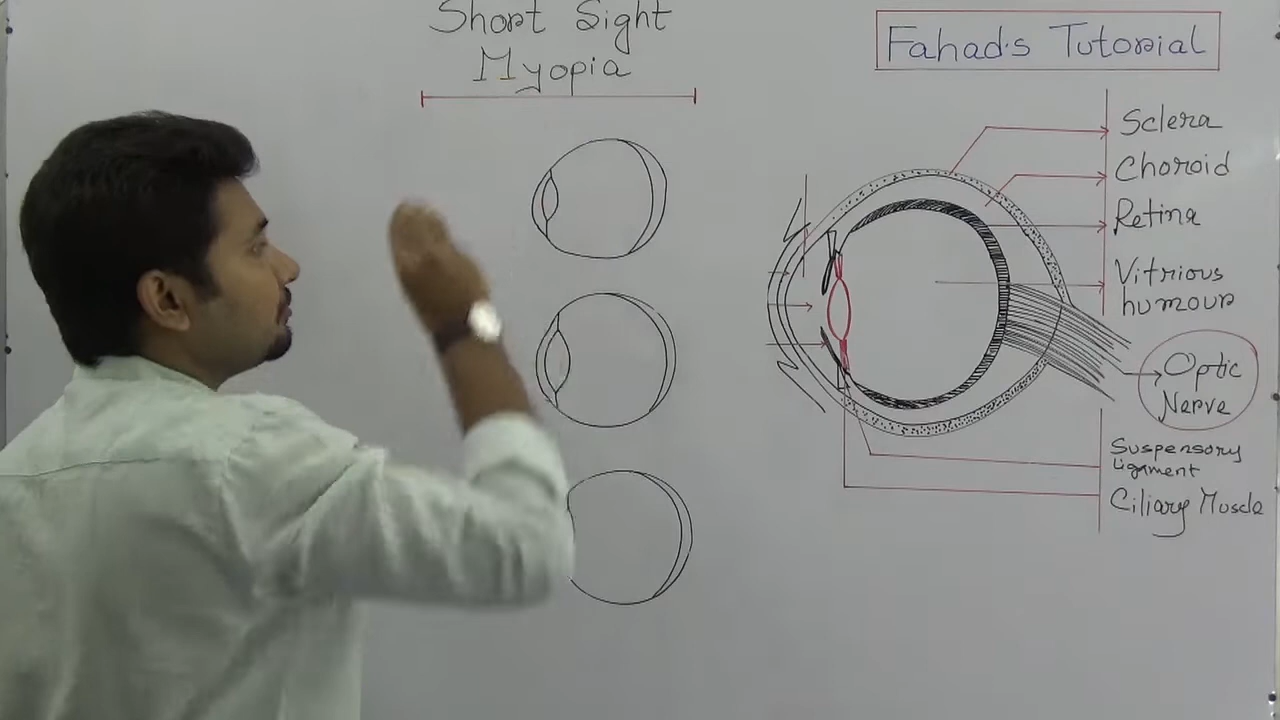 Short Sight
Myopia
Fahad's Tutorial
Sclera
Choroid
Retina
Vitrious
humour
Optic
Nerve
Suspensory
Ligament
Ciliary Muscle